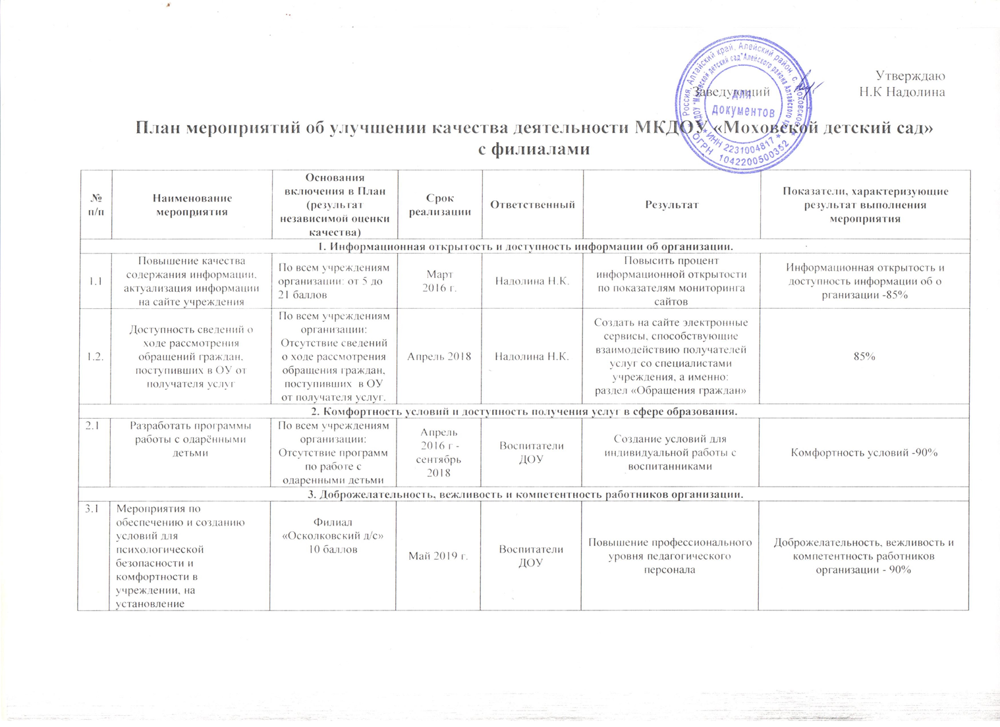 Утверждаю
Заведующий Н.К Надолина
Россия, Алтайский край, Алейский район, с. Моховское
МКДОУ "Моховской детский сад" Алейского района Алтайского края
ОГРН 1042200500352
ИНН 2231004817
для
документов
План мероприятий об улучшении качества деятельности МКДОУ «Моховской детский сад»
с филиалами
№
п/п
Наименование
мероприятия
Основания
включения в План
(результат
независимой оценки
качества)
Срок
реализации
Ответственный
Результат
Показатели, характеризующие
результат выполнения
мероприятия
1. Информационная открытость и доступность информации об организации.
1.1
Повышение качества
содержания информации,
актуализация информации
на сайте учреждения
По всем учреждениям
организации: от 5 до
21 баллов
Март
2016 г.
Надолина Н.К.
Повысить процент
информационной открытости
по показателям мониторинга
сайтов
Информационная открытость и
доступность информации об о
рганизации -85%
1.2.
Доступность сведений о
ходе рассмотрения
обращений граждан,
поступивших в ОУ от
получателя услуг
По всем учреждениям
организации:
Отсутствие сведений
о ходе рассмотрения
обращения граждан,
поступивших в ОУ
от получателя услуг.
Апрель 2018
Надолина Н.К.
Создать на сайте электронные
сервисы, способствующие
взаимодействию получателей
услуг со специалистами
учреждения, а именно:
раздел «Обращения граждан»
85%
2. Комфортность условий и доступность получения услуг в сфере образования.
2.1
Разработать программы
работы с одарёнными
детьми
По всем учреждениям
организации:
Отсутствие программ
по работе с
одаренными детьми
Апрель
2016 г -
сентябрь
2018
Воспитатели
ДОУ
Создание условий для
индивидуальной работы с
воспитанниками
Комфортность условий -90%
3. Доброжелательность, вежливость и компетентность работников организации.
3.1
Мероприятия по
обеспечению и созданию
условий для
психологической
безопасности и
комфортности в
учреждении, на
установление
Филиал
«Осколковский д/с»
10 баллов
Май 2019 г.
Воспитатели
ДОУ
Повышение профессионального
уровня педагогического
персонала
Доброжелательность, вежливость и
компетентность работников
организации - 90%